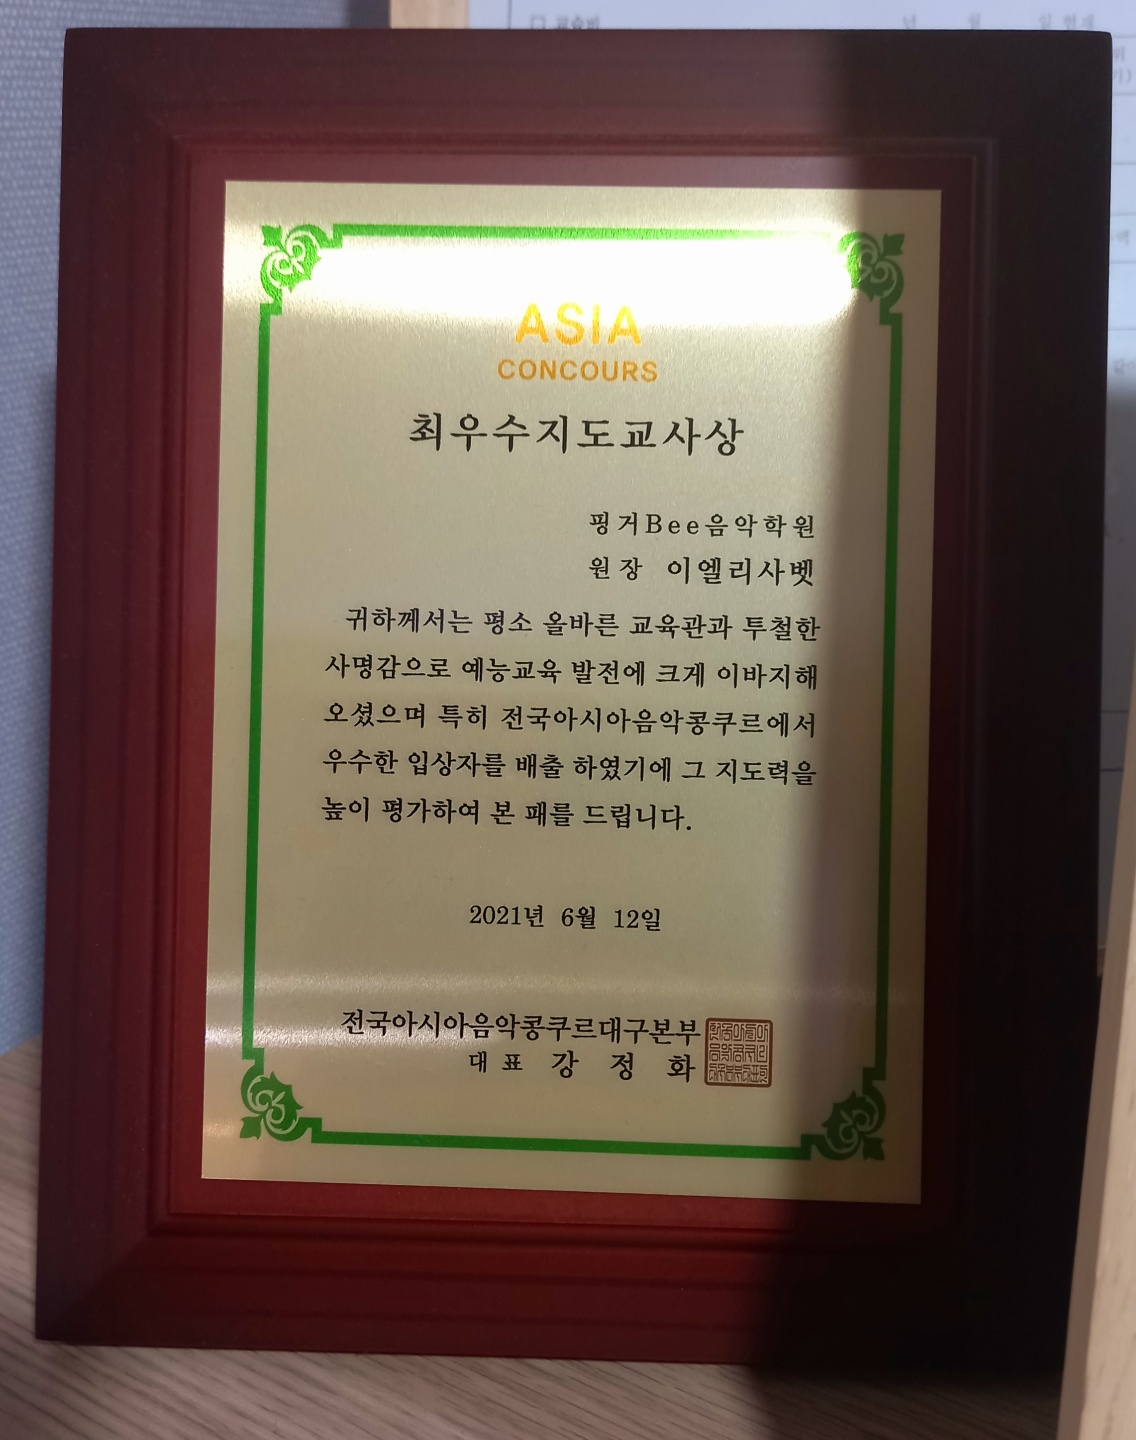 ASIA
CONCOURS
최우수지도교사상
핑거Bee음악학원
원장 이엘리사벳
귀하께서는 평소 올바른 교육관과 투철한
사명감으로 예능교육 발전에 크게 이바지해
오셨으며 특히 전국아시아음악콩쿠르에서
우수한 입상자를 배출 하였기에 그 지도력을
높이 평가하여 본 패를 드립니다.
2021년 6월 12일
전국아시아음악콩쿠르대구본부
대표 강 정 화